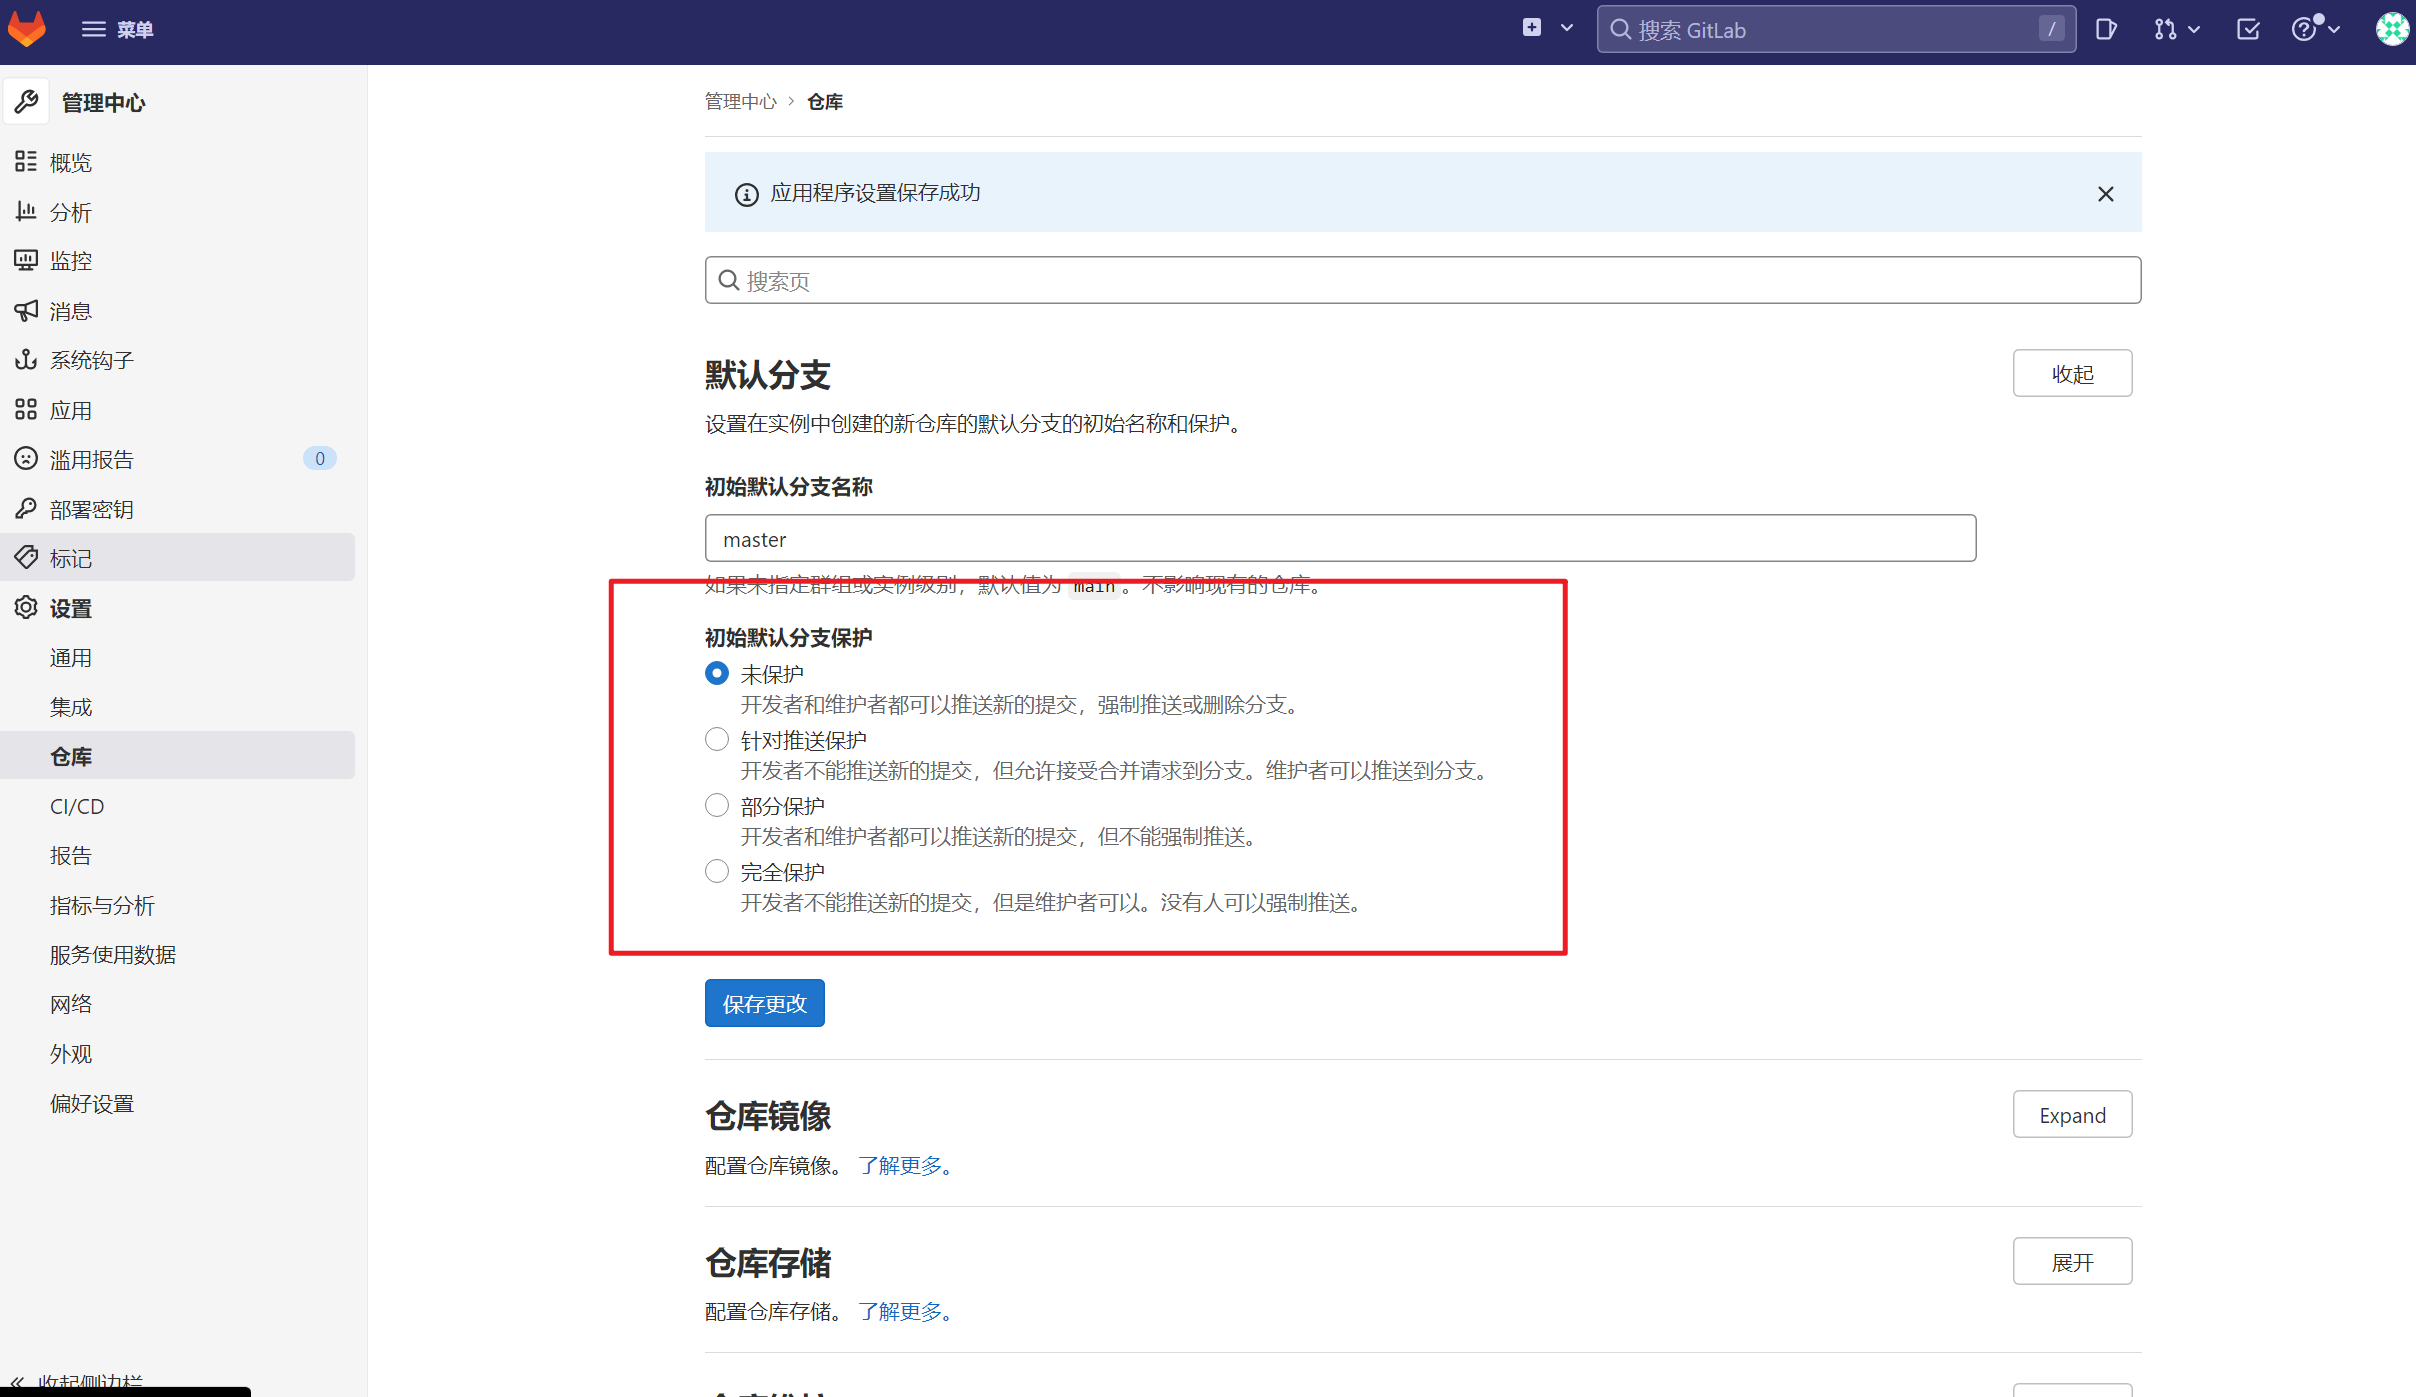 菜单
搜索 GitLab
/
管理中心
概览
分析
监控
消息
系统钩子
应用
滥用报告
0
部署密钥
标记
设置
通用
集成
仓库
CI/CD
报告
指标与分析
服务使用数据
网络
外观
偏好设置
收起侧边栏
管理中心 > 仓库
应用程序设置保存成功
搜索页
默认分支
收起
设置在实例中创建的新仓库的默认分支的初始名称和保护。
初始默认分支名称
master
如果未指定群组或实例级别，默认值为 main 。不影响现有的仓库。
初始默认分支保护
未保护
开发者和维护者都可以推送新的提交，强制推送或删除分支。
针对推送保护
开发者不能推送新的提交，但允许接受合并请求到分支。维护者可以推送到分支。
部分保护
开发者和维护者都可以推送新的提交，但不能强制推送。
完全保护
开发者不能推送新的提交，但是维护者可以。没有人可以强制推送。
保存更改
仓库镜像
Expand
配置仓库镜像。 了解更多。
仓库存储
展开
配置仓库存储。 了解更多。